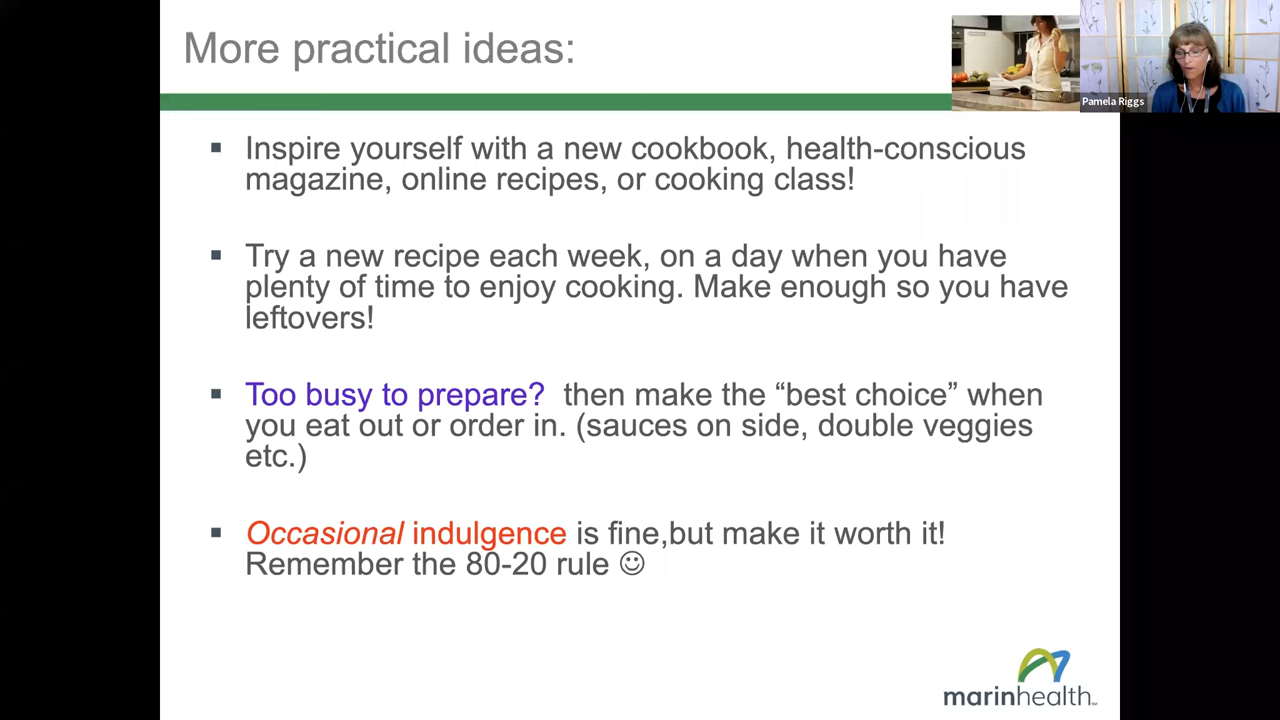 More practical ideas:
Pamela Riggs
▪ Inspire yourself with a new cookbook, health-conscious
magazine, online recipes, or cooking class!
▪ Try a new recipe each week, on a day when you have
plenty of time to enjoy cooking. Make enough so you have
leftovers!
▪ Too busy to prepare?  then make the “best choice” when
you eat out or order in. (sauces on side, double veggies
etc.)
▪ Occasional indulgence is fine,but make it worth it!
Remember the 80-20 rule ☺
marinhealth